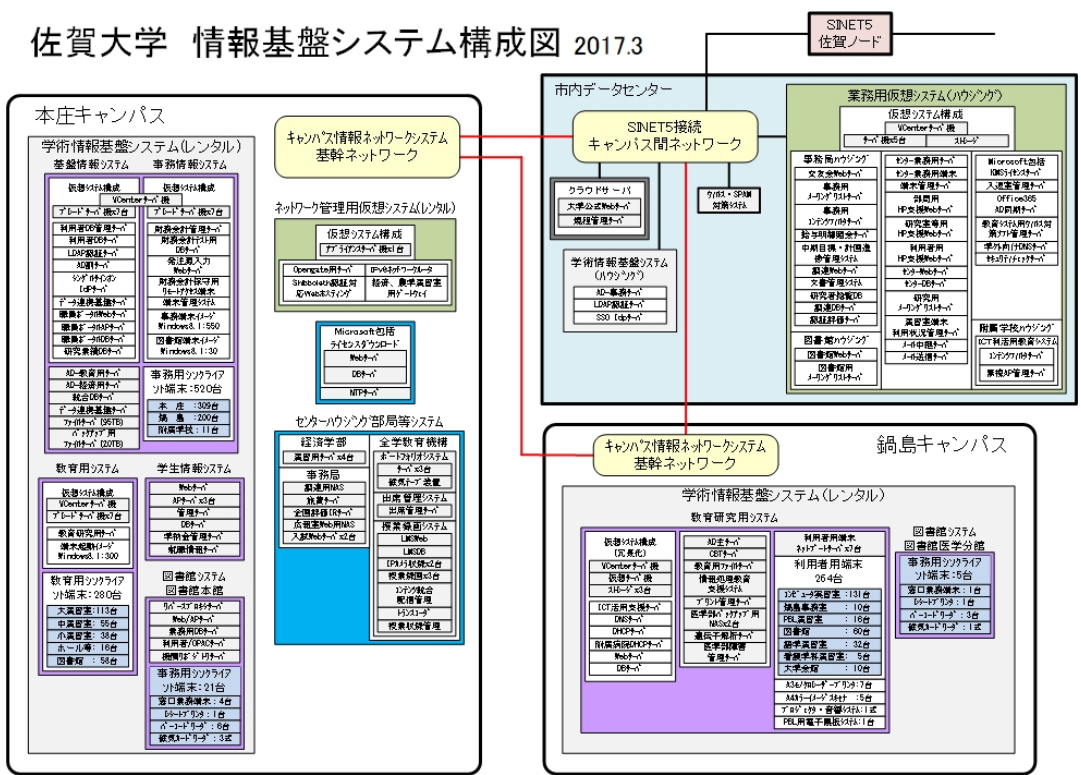 佐賀大学 情報基盤システム構成図 2017.3
SINET5
佐賀ノード
本庄キャンパス
学術情報基盤システム(レンタル)
基盤情報システム
事務情報システム
仮想システム構成
仮想システム構成
VCenterサーバ機
ブレードサーバ機x7台
ブレードサーバ機x7台
利用者DB管理サーバ
利用者DBサーバ
LDAP認証サーバ
AD親サーバ
シングルサインオン
IdPサーバ
データ連携基盤サーバ
職員ポータルWebサーバ
職員ポータルAPサーバ
職員ポータルDBサーバ
研究業績DBサーバ
財務会計管理サーバ
財務会計テスト用
DBサーバ
発注源入力
Webサーバ
財務会計保守用
リモートアクセス端末
端末管理システム
事務端末イメージ
Windows8.1:550
図書館端末イメージ
Windows8.1:30
AD-教育用サーバ
AD-経済用サーバ
統合DBサーバ
データ連携基盤サーバ
ファイルサーバ(95TB)
バックアップ用
ファイルサーバ(20TB)
事務用シンクライア
ント端末:520台
本 庄 :309台
鍋 島 :200台
附属学校:11台
教育用システム
仮想システム構成
VCenterサーバ機
ブレードサーバ機x7台
教育研究用サーバ
端末起動イメージ
Windows8.1:300
教育用シンクライア
ント端末:280台
大演習室:113台
中演習室: 55台
小演習室: 38台
ホール等: 16台
図書館 : 58台
学生情報システム
Webサーバ
APサーバx3台
管理サーバ
DBサーバ
学納金管理サーバ
就職情報サーバ
図書館システム
図書館本館
リバースプロキシサーバ
Web/APサーバ
業務用DBサーバ
利用者/OPACサーバ
機関リポジトリサーバ
事務用シンクライア
ント端末:21台
窓口業務端末:4台
レシートプリンタ:1台
バーコードリーダ:6台
磁気カードリーダ:3式
キャンパス情報ネットワークシステム
基幹ネットワーク
ネットワーク管理用仮想システム(レンタル)
仮想システム構成
アプライアンスサーバ機x1台
Opengate用サーバ
Shibboleth認証対
応Webホスティング
IPv6ネットワークルータ
経済、農学演習室
用ゲートウェイ
Microsoft包括
ライセンスダウンロード
Webサーバ
DBサーバ
NTPサーバ
センターハウジング部局等システム
経済学部
演習用サーバx4台
事務局
調達用NAS
旅費サーバ
全国評価IRサーバ
広報室Web用NAS
入試Webサーバx2台
全学教育機構
ポートフォリオシステム
サーバx3台
磁気テープ装置
出席管理システム
出席管理サーバ
授業録画システム
LMSWeb
LMSDB
IPカメラ収録x2台
授業録画x3台
コンテンツ統合
配信管理
トランスコーダ
授業収録管理
市内データセンター
SINET5接続
キャンパス間ネットワーク
クラウドサーバ
大学公式Webサーバ
規程管理サーバ
ウィルス・SPAM
対策システム
学術情報基盤システム
(ハウジング)
AD-事務サーバ
LDAP認証サーバ
SSO Idpサーバ
業務用仮想システム(ハウジング)
仮想システム構成
VCenterサーバ機
サーバ機x5台
ストレージ
事務局ハウジング
交友会Webサーバ
事務用
メーリングリストサーバ
事務用
コンテンツフィルタサーバ
給与明細照会サーバ
中期目標・計画進
捗管理システム
調達Webサーバ
文書管理システム
研究者総覧DB
調達DBサーバ
認証評価サーバ
図書館ハウジング
図書館Webサーバ
図書館用
メーリングリストサーバ
センター業務用サーバ
センター業務用端末
端末管理サーバ
部局用
HP支援Webサーバ
研究室等用
HP支援Webサーバ
利用者用
HP支援Webサーバ
センターWebサーバ
センターDBサーバ
研究用
メーリングリストサーバ
演習室端末
利用状況管理サーバ
メール中継サーバ
メール送信サーバ
Microsoft包括
KMSライセンスサーバ
入退室管理サーバ
Office365
AD同期サーバ
教育システム用ウィルス対
策ソフト管理サーバ
学外向けDNSサーバ
セキュリティチェックサーバ
附属学校ハウジング
ICT利活用教育システム
コンテンツフィルタサーバ
無線AP管理サーバ
キャンパス情報ネットワークシステム
基幹ネットワーク
鍋島キャンパス
学術情報基盤システム(レンタル)
教育研究用システム
仮想システム構成
(冗長化)
VCenterサーバ機
仮想サーバ機
ストレージx3台
ICT活用支援サーバ
DNSサーバ
DHCPサーバ
附属病院DHCPサーバ
Webサーバ
DBサーバ
AD主サーバ
CBTサーバ
教育用ファイルサーバ
情報処理教育
支援システム
プリント管理サーバ
医学部バックアップ用
NASx2台
遺伝子解析サーバ
医学部障害
管理サーバ
利用者用端末
ネットブートサーバx7台
利用者用端末
264台
コンピュータ演習室:131台
鍋島事務室 : 10台
PBL演習室 : 16台
図書館 : 60台
語学演習室 : 32台
看護学科演習室: 5台
大学会館 : 10台
A3モノクロレーザープリンタ:7台
A4カラーイメージスキャナ :5台
プロジェクタ・音響システム:1式
PBL用電子黒板システム:1台
図書館システム
図書館医学分館
事務用シンクライア
ント端末:5台
窓口業務端末:1台
レシートプリンタ:1台
バーコードリーダ:3台
磁気カードリーダ:1式